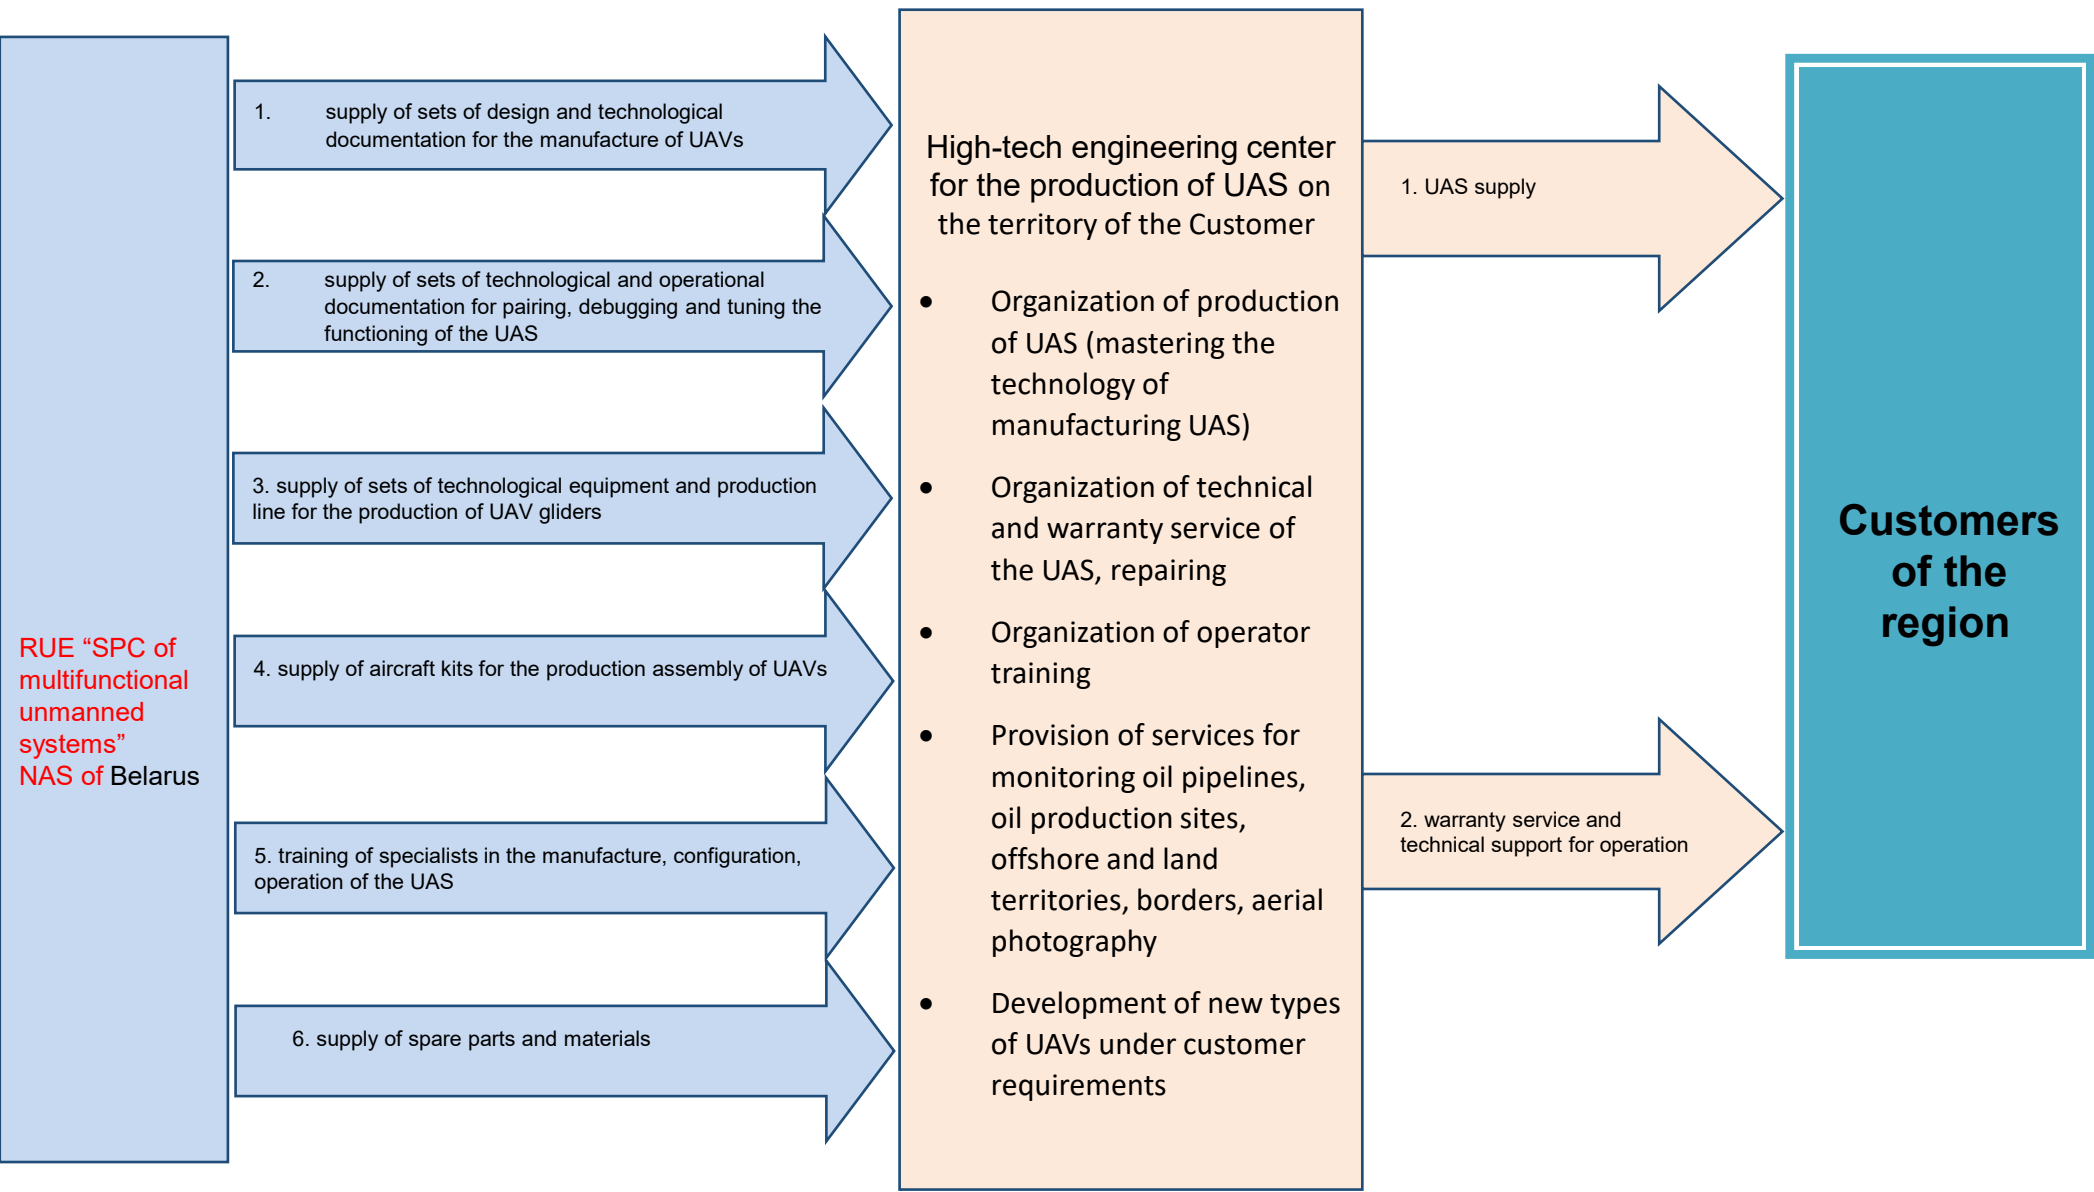 RUE “SPC of
multifunctional
unmanned
systems”
NAS of Belarus
1. supply of sets of design and technological
documentation for the manufacture of UAVs
2. supply of sets of technological and operational
documentation for pairing, debugging and tuning the
functioning of the UAS
3. supply of sets of technological equipment and production
line for the production of UAV gliders
4. supply of aircraft kits for the production assembly of UAVs
5. training of specialists in the manufacture, configuration,
operation of the UAS
6. supply of spare parts and materials
High-tech engineering center
for the production of UAS on
the territory of the Customer
• Organization of production
of UAS (mastering the
technology of
manufacturing UAS)
• Organization of technical
and warranty service of
the UAS, repairing
• Organization of operator
training
• Provision of services for
monitoring oil pipelines,
oil production sites,
offshore and land
territories, borders, aerial
photography
• Development of new types
of UAVs under customer
requirements
1. UAS supply
2. warranty service and
technical support for operation
Customers
of the
region